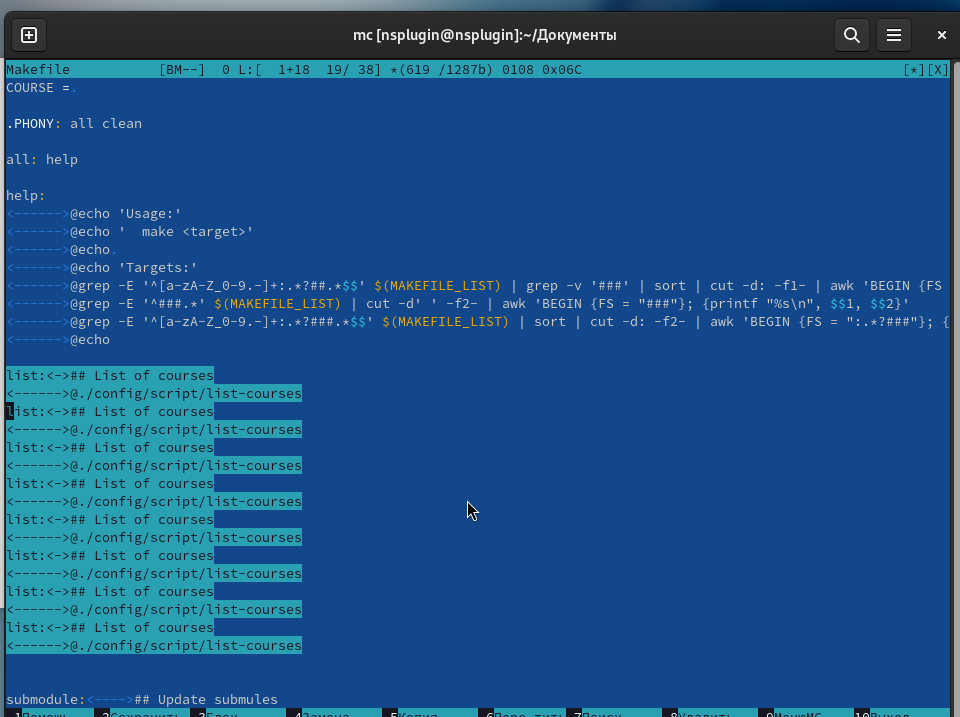 mc [nsplugin@nsplugin]:~/Документы
Makefile [BM--] 0 L:[ 1+18 19/ 38] *(619 /1287b) 0108 0x06C [*][X]
COURSE =.
.PHONY: all clean
all: help
help:
<------>@echo 'Usage:'
<------>@echo '  make <target>'
<------>@echo.
<------>@echo 'Targets:'
<------>@grep -E '^[a-zA-Z_0-9.-]+:.*?##.*$$' $(MAKEFILE_LIST) | grep -v '###' | sort | cut -d: -f1- | awk 'BEGIN {FS
<------>@grep -E '^###.*' $(MAKEFILE_LIST) | cut -d' ' -f2- | awk 'BEGIN {FS = "###"}; {printf "%s\n", $$1, $$2}'
<------>@grep -E '^[a-zA-Z_0-9.-]+:.*?###.*$$' $(MAKEFILE_LIST) | sort | cut -d: -f2- | awk 'BEGIN {FS = ":.*?###"}; {
<------>@echo
list:<->## List of courses
<------>@./config/script/list-courses
list:<->## List of courses
<------>@./config/script/list-courses
list:<->## List of courses
<------>@./config/script/list-courses
list:<->## List of courses
<------>@./config/script/list-courses
list:<->## List of courses
<------>@./config/script/list-courses
list:<->## List of courses
<------>@./config/script/list-courses
list:<->## List of courses
<------>@./config/script/list-courses
list:<->## List of courses
<------>@./config/script/list-courses
submodule:<---->## Update submules